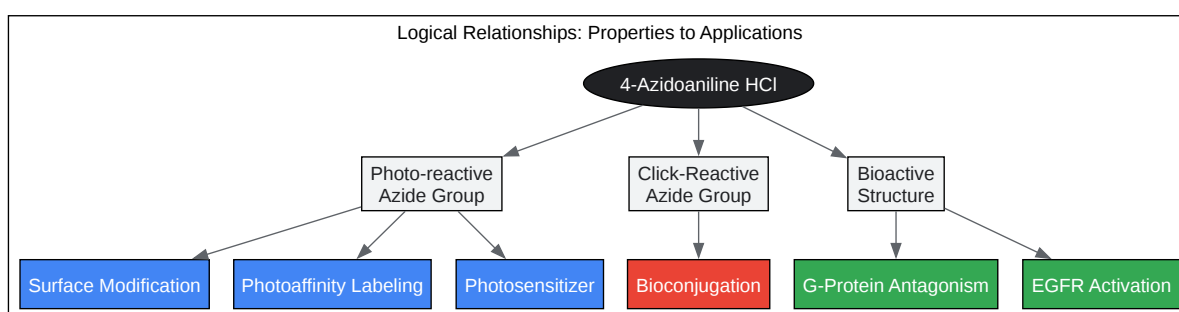 Logical Relationships: Properties to Applications
4-Azidoaniline HCl
Photo-reactive
Azide Group
Click-Reactive
Azide Group
Bioactive
Structure
Surface Modification
Photoaffinity Labeling
Photosensitizer
Bioconjugation
G-Protein Antagonism
EGFR Activation